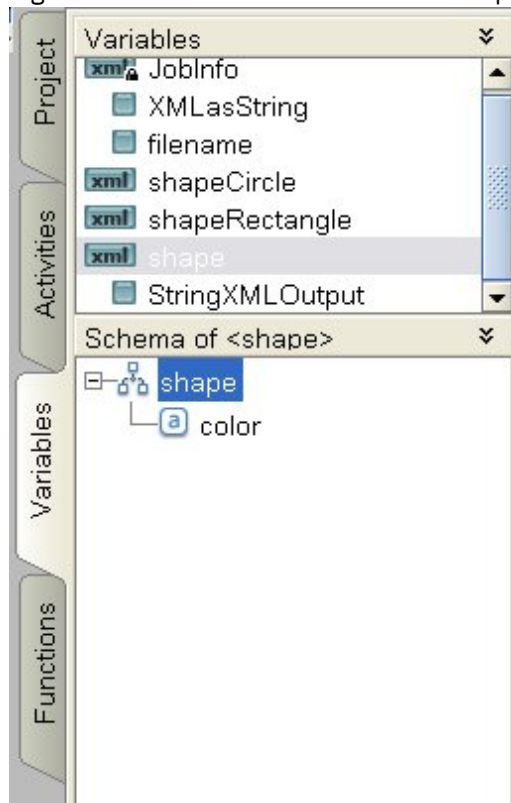 Project
Activities
Variables
Functions
Variables
xml JobInfo
XMLasString
filename
xml shapeCircle
xml shapeRectangle
xml shape
StringXMLOutput
Schema of <shape>
shape
a color